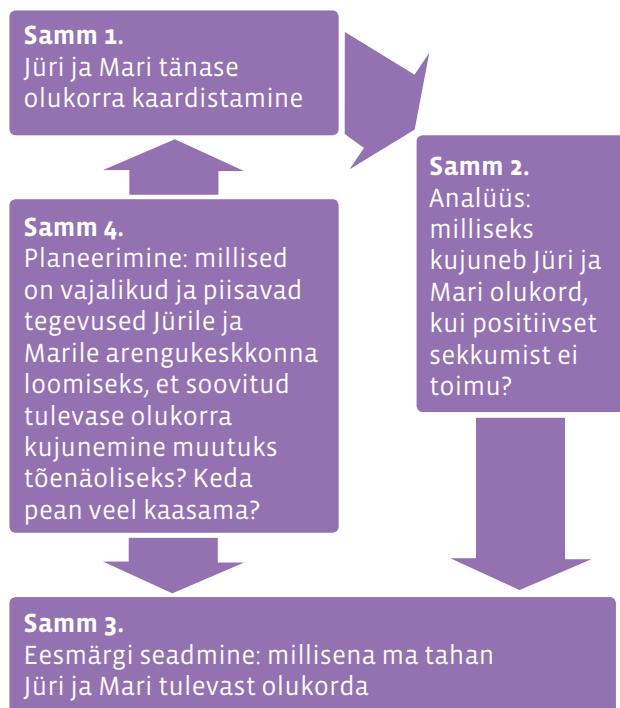 Samm 1.
Jüri ja Mari tänase
olukorra kaardistamine
Samm 2.
Analüüs:
milliseks
kujuneb Jüri ja
Mari olukord,
kui positiivset
sekkumist ei
toimu?
Samm 4.
Planeerimine: millised
on vajalikud ja piisavad
tegevused Jürile ja
Marile arengukeskkonna
loomiseks, et soovitud
tulevase olukorra
kujunemine muutuks
tõenäoliseks? Keda
pean veel kaasama?
Samm 3.
Eesmärgi seadmine: millisena ma tahan
Jüri ja Mari tulevast olukorda